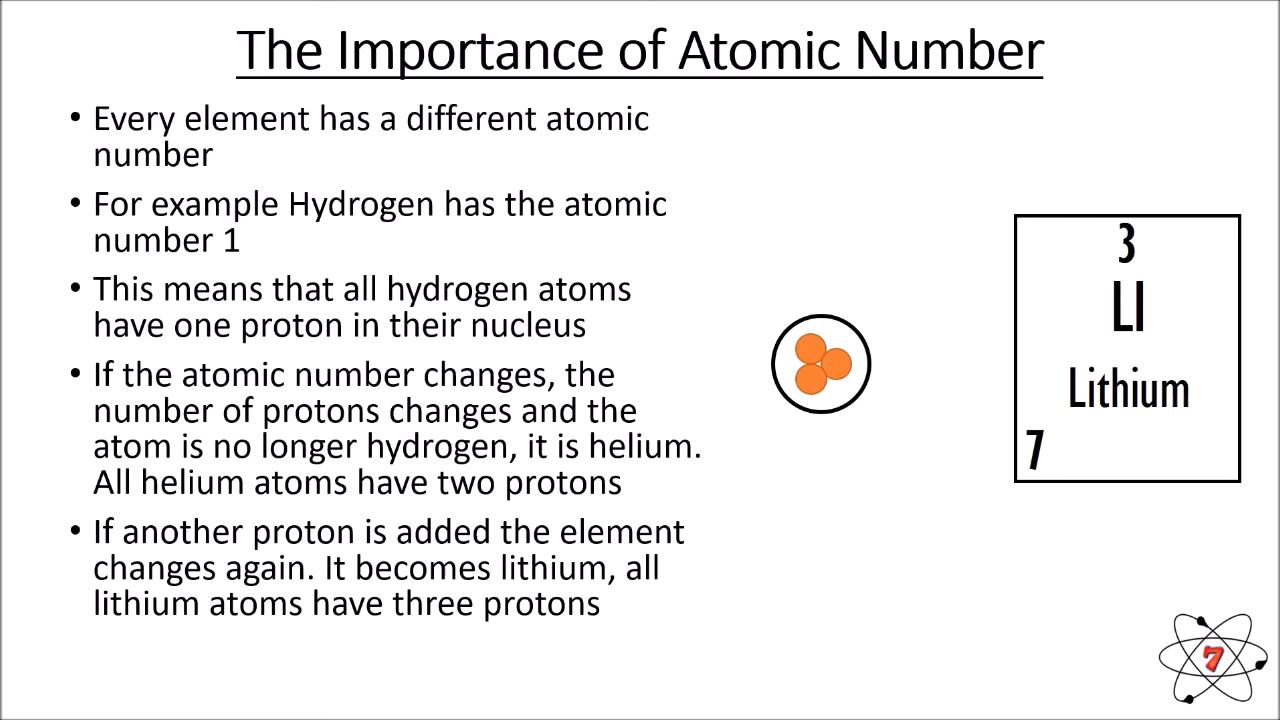 The Importance of Atomic Number
• Every element has a different atomic
number
• For example Hydrogen has the atomic
number 1
• This means that all hydrogen atoms
have one proton in their nucleus
• If the atomic number changes, the
number of protons changes and the
atom is no longer hydrogen, it is helium.
All helium atoms have two protons
• If another proton is added the element
changes again. It becomes lithium, all
lithium atoms have three protons
3
LI
Lithium
7
7